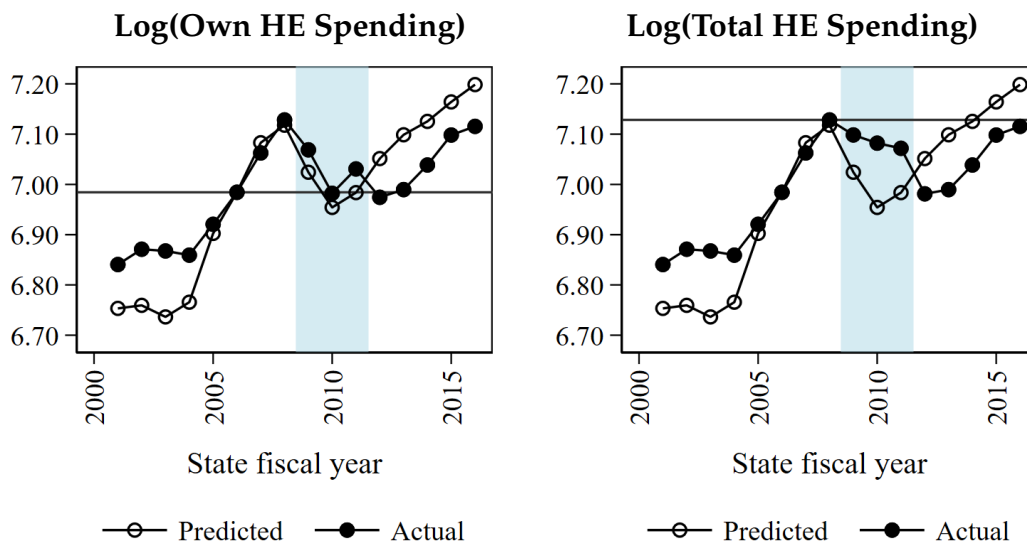 Log(Own HE Spending)
7.20
7.10
7.00
6.90
6.80
6.70
2000
2005
2010
2015
State fiscal year
Predicted
Actual
Log(Total HE Spending)
7.20
7.10
7.00
6.90
6.80
6.70
2000
2005
2010
2015
State fiscal year
Predicted
Actual